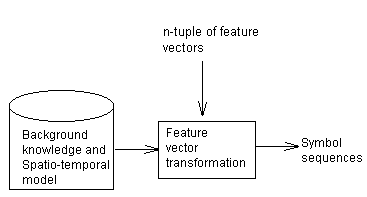 n-tuple of feature
vectors
Background
knowledge and
Spatio-temporal
model
Feature
vector
transformation
Symbol
sequences